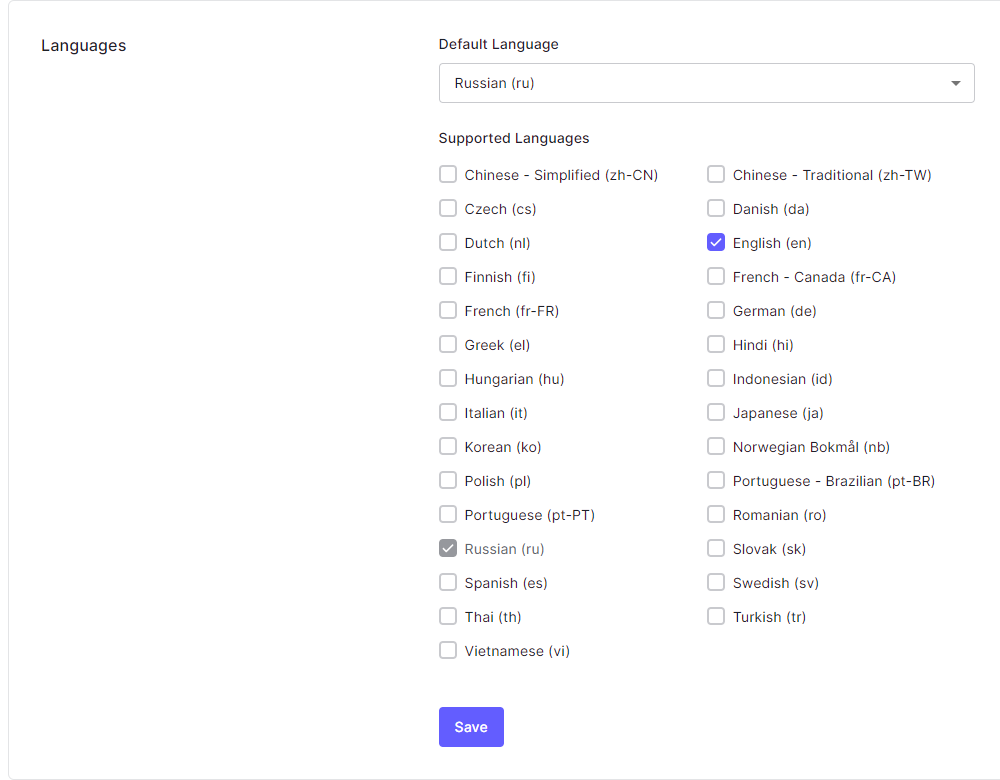 Languages
Default Language
Russian (ru)
Supported Languages
Chinese - Simplified (zh-CN)
Chinese - Traditional (zh-TW)
Czech (cs)
Danish (da)
Dutch (nl)
English (en)
Finnish (fi)
French - Canada (fr-CA)
French (fr-FR)
German (de)
Greek (el)
Hindi (hi)
Hungarian (hu)
Indonesian (id)
Italian (it)
Japanese (ja)
Korean (ko)
Norwegian Bokmål (nb)
Polish (pl)
Portuguese - Brazilian (pt-BR)
Portuguese (pt-PT)
Romanian (ro)
Russian (ru)
Slovak (sk)
Spanish (es)
Swedish (sv)
Thai (th)
Turkish (tr)
Vietnamese (vi)
Save